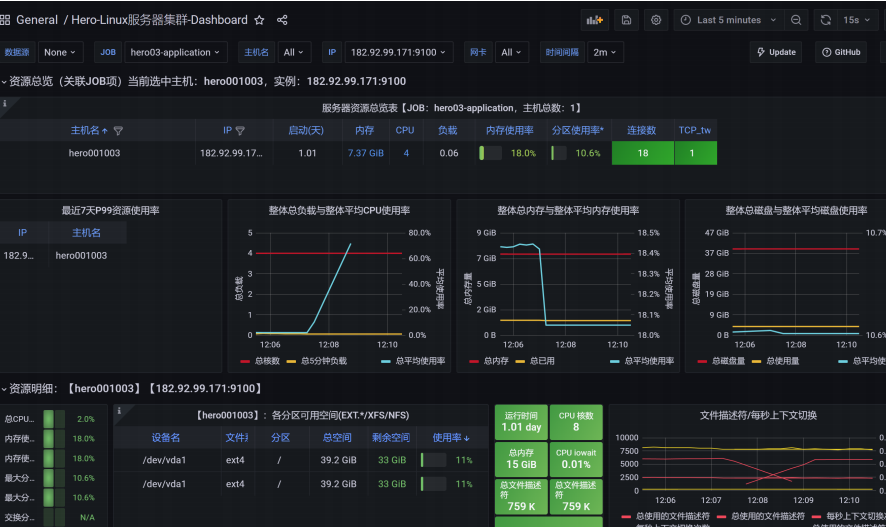 General / Hero-Linux服务器集群-Dashboard
Last 5 minutes
15s
数据源 None JOB hero03-application 主机名 All IP 182.92.99.171:9100 网卡 All 时间间隔 2m Update GitHub
资源总览（关联JOB项）当前选中主机：hero001003，实例：182.92.99.171:9100
服务器资源总览表【JOB：hero03-application，主机总数：1】
主机名 IP 启动(天) 内存 CPU 负载 内存使用率 分区使用率* 连接数 TCP_tw
hero001003 182.92.99.17... 1.01 7.37 GiB 4 0.06 18.0% 10.6% 18 1
最近7天P99资源使用率
IP 主机名
182.9... hero001003
整体总负载与整体平均CPU使用率
总负载
5
4
3
2
1
0
80.0%
60.0%
40.0%
20.0%
0.0%
平均使用率
12:06 12:08 12:10
总核数 总5分钟负载 总平均使用率
整体总内存与整体平均内存使用率
总内存量
9 GiB
7 GiB
5 GiB
2 GiB
0 B
18.5%
18.4%
18.3%
18.2%
18.1%
18.0%
平均使用率
12:06 12:08 12:10
总内存 总已用 总平均使用率
整体总磁盘与整体平均磁盘使用率
总磁盘量
47 GiB
37 GiB
28 GiB
19 GiB
9 GiB
0 B
10.7%
10.6%
12:06 12:08 12:10
总磁盘量 总使用量 总平均使
资源明细：【hero001003】【182.92.99.171:9100】
总CPU... 2.0%
内存使... 18.0%
内存使... 18.0%
最大分... 10.6%
最大分... 10.6%
交换分... N/A
【hero001003】：各分区可用空间(EXT.*/XFS/NFS)
设备名 文件 分区 总空间 剩余空间 使用率
/dev/vda1 ext4 / 39.2 GiB 33 GiB 11%
/dev/vda1 ext4 / 39.2 GiB 33 GiB 11%
运行时间
1.01 day
CPU 核数
8
总内存
15 GiB
CPU iowait
0.01%
总文件描述符
759 K
总文件描述符
759 K
文件描述符/每秒上下文切换
10000
7500
5000
2500
0
0.
0.
0.
12:06 12:07 12:08 12:09 12:10
总使用的文件描述符 总使用的文件描述符 每秒上下文切换